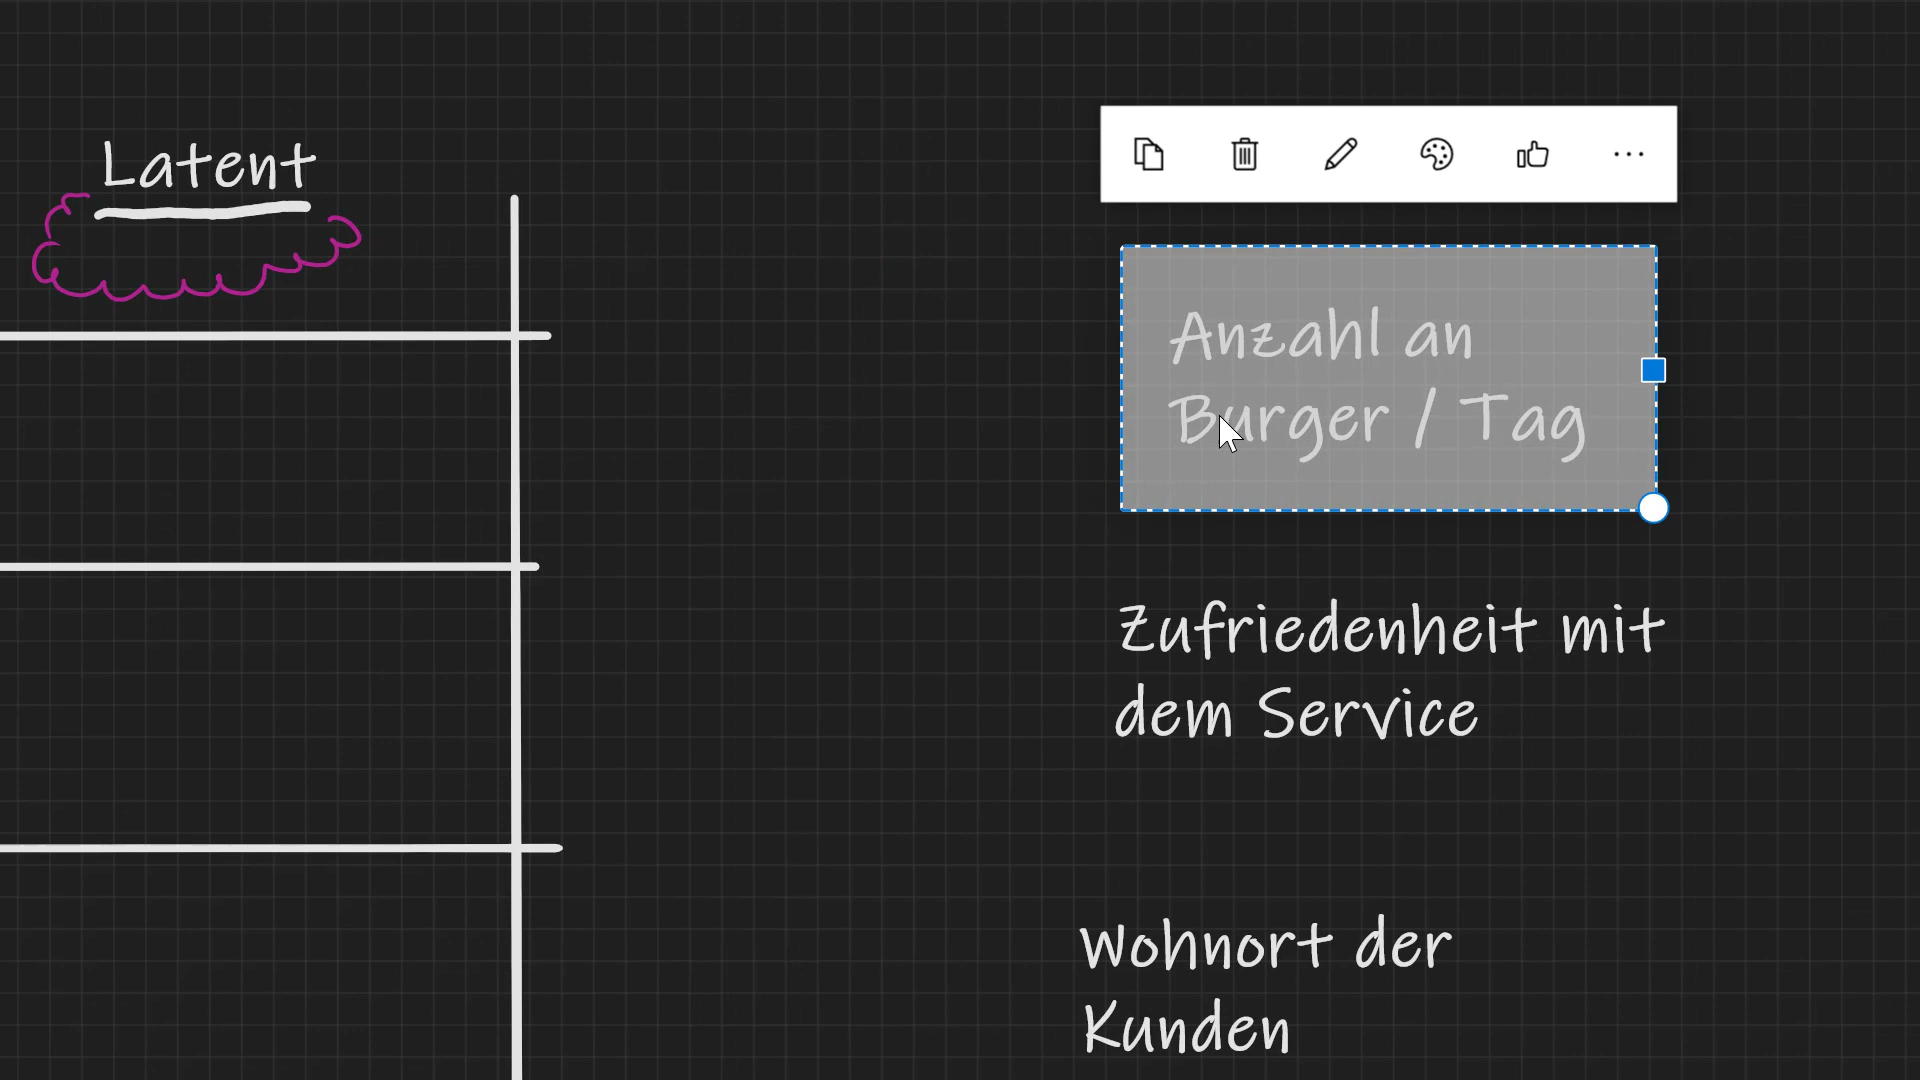 Latent
Anzahl an
Burger / Tag
Zufriedenheit mit
dem Service
Wohnort der
Kunden